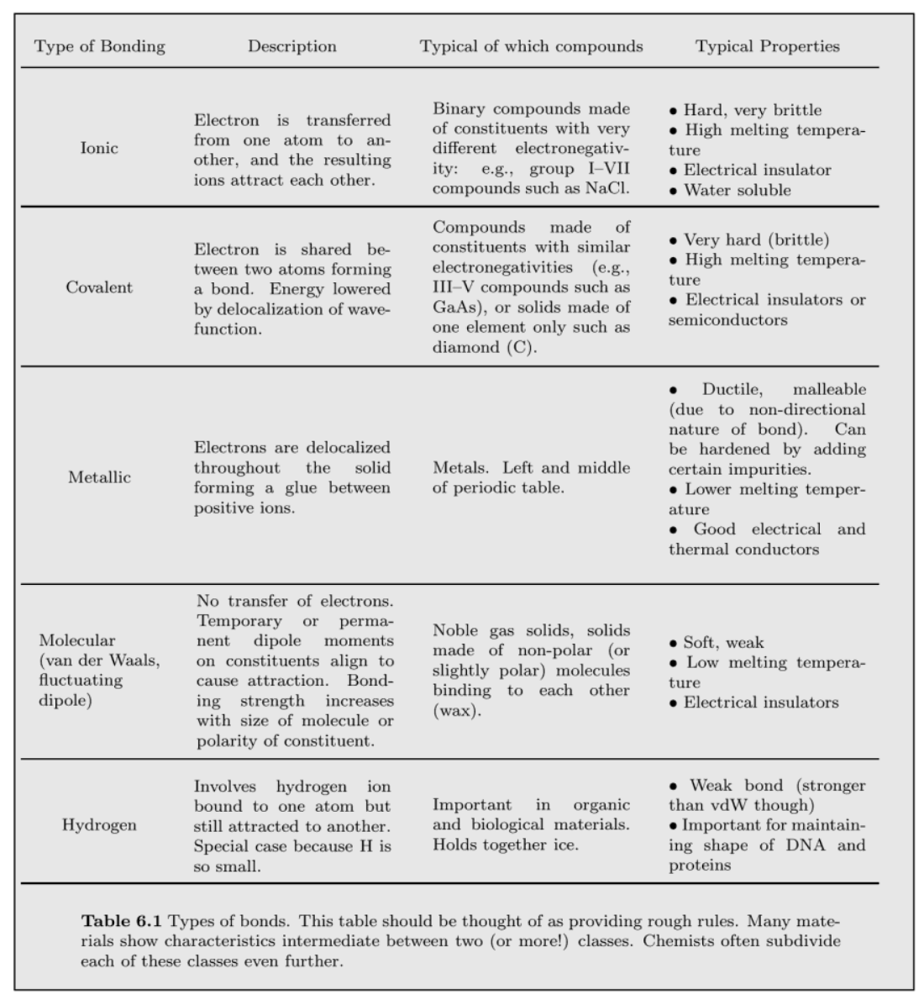 Type of Bonding Description Typical of which compounds Typical Properties
Ionic
Electron is transferred
from one atom to an-
other, and the resulting
ions attract each other.
Binary compounds made
of constituents with very
different electronegativ-
ity: e.g., group I–VII
compounds such as NaCl.
• Hard, very brittle
• High melting tempera-
ture
• Electrical insulator
• Water soluble
Covalent
Electron is shared be-
tween two atoms forming
a bond. Energy lowered
by delocalization of wave-
function.
Compounds made of
constituents with similar
electronegativities (e.g.,
III–V compounds such as
GaAs), or solids made of
one element only such as
diamond (C).
• Very hard (brittle)
• High melting tempera-
ture
• Electrical insulators or
semiconductors
Metallic
Electrons are delocalized
throughout the solid
forming a glue between
positive ions.
Metals. Left and middle
of periodic table.
• Ductile, malleable
(due to non-directional
nature of bond). Can
be hardened by adding
certain impurities.
• Lower melting temper-
ature
• Good electrical and
thermal conductors
Molecular
(van der Waals,
fluctuating
dipole)
No transfer of electrons.
Temporary or perma-
nent dipole moments
on constituents align to
cause attraction. Bond-
ing strength increases
with size of molecule or
polarity of constituent.
Noble gas solids, solids
made of non-polar (or
slightly polar) molecules
binding to each other
(wax).
• Soft, weak
• Low melting tempera-
ture
• Electrical insulators
Hydrogen
Involves hydrogen ion
bound to one atom but
still attracted to another.
Special case because H is
so small.
Important in organic
and biological materials.
Holds together ice.
• Weak bond (stronger
than vdW though)
• Important for maintain-
ing shape of DNA and
proteins
Table 6.1 Types of bonds. This table should be thought of as providing rough rules. Many mate-
rials show characteristics intermediate between two (or more!) classes. Chemists often subdivide
each of these classes even further.